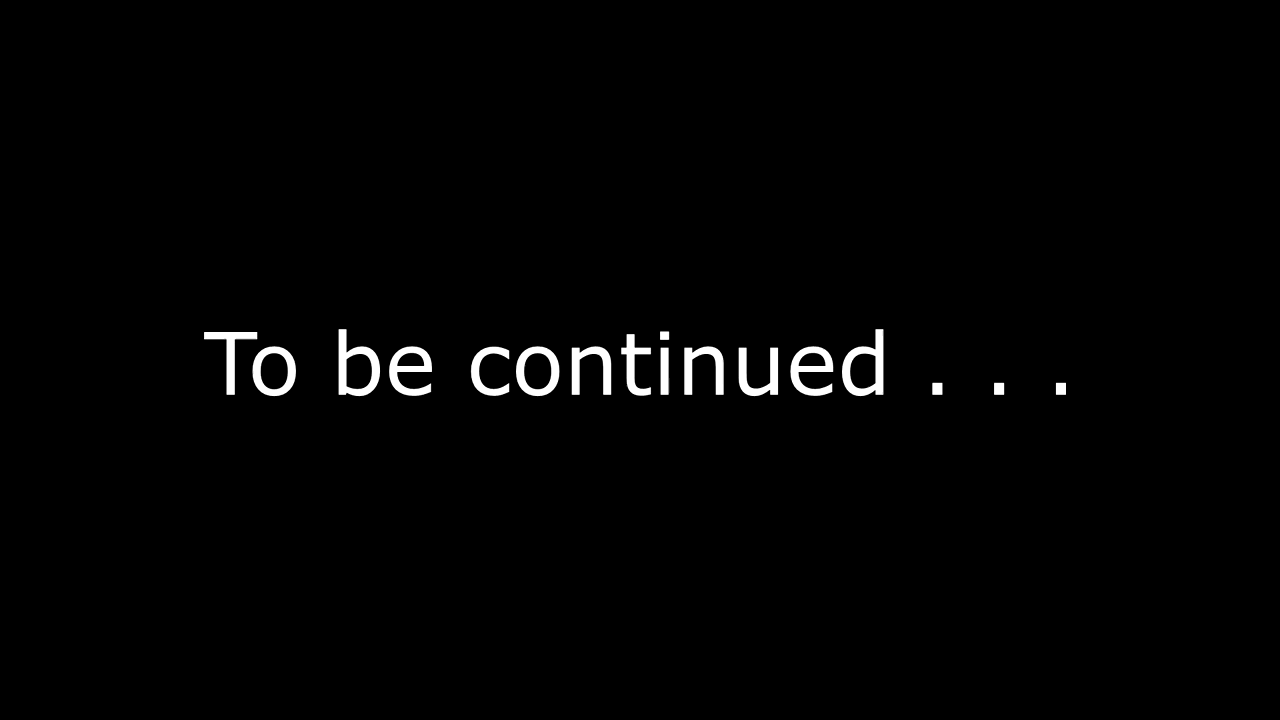 To be continued . . .